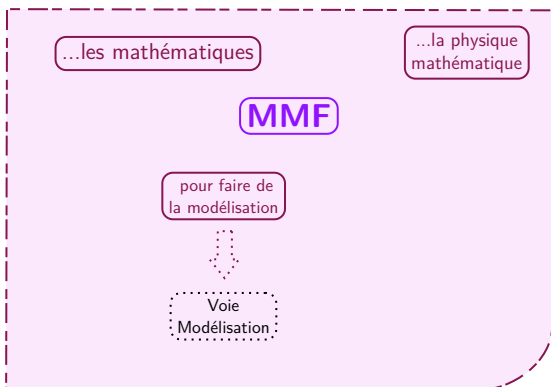 ...les mathématiques
...la physique
mathématique
MMF
pour faire de
la modélisation
Voie
Modélisation